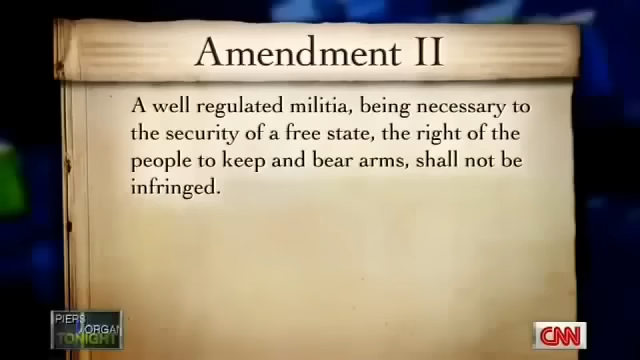 Amendment II
A well regulated militia, being necessary to
the security of a free state, the right of the
people to keep and bear arms, shall not be
infringed.
PIERS
MORGAN
TONIGHT
CNN